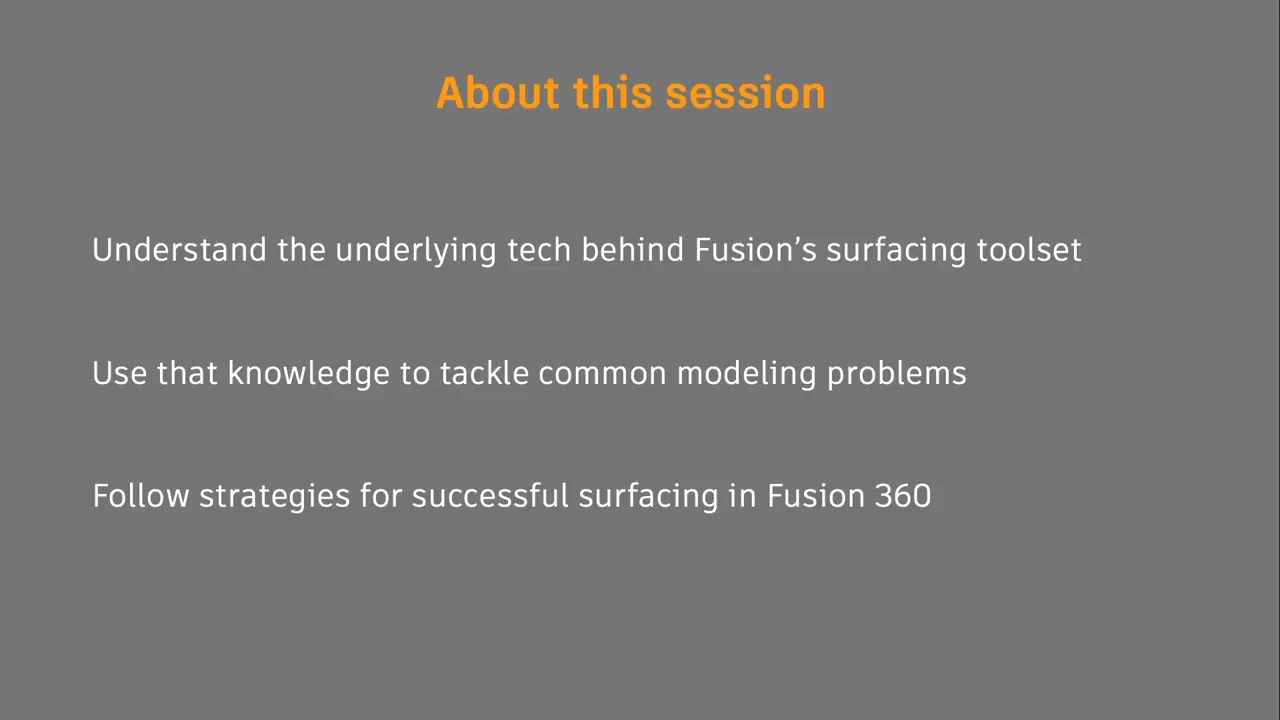 About this session
Understand the underlying tech behind Fusion’s surfacing toolset
Use that knowledge to tackle common modeling problems
Follow strategies for successful surfacing in Fusion 360